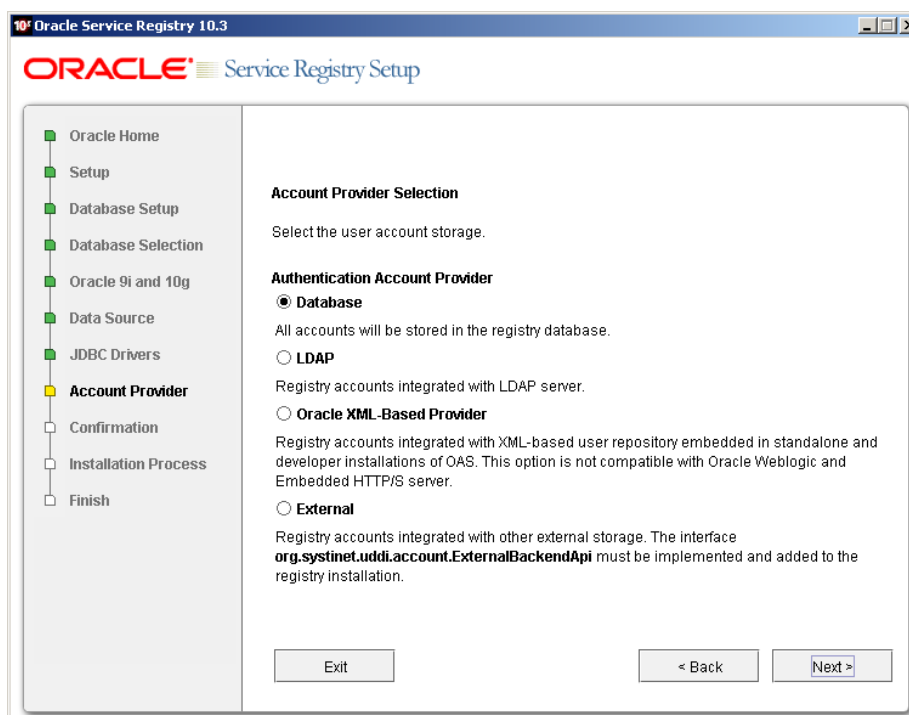 Oracle Service Registry 10.3
ORACLE Service Registry Setup
Oracle Home
Setup
Database Setup
Database Selection
Oracle 9i and 10g
Data Source
JDBC Drivers
Account Provider
Confirmation
Installation Process
Finish
Account Provider Selection
Select the user account storage.
Authentication Account Provider
Database
All accounts will be stored in the registry database.
LDAP
Registry accounts integrated with LDAP server.
Oracle XML-Based Provider
Registry accounts integrated with XML-based user repository embedded in standalone and
developer installations of OAS. This option is not compatible with Oracle Weblogic and
Embedded HTTP/S server.
External
Registry accounts integrated with other external storage. The interface
org.systinet.uddi.account.ExternalBackendApi must be implemented and added to the
registry installation.
Exit
< Back
Next >